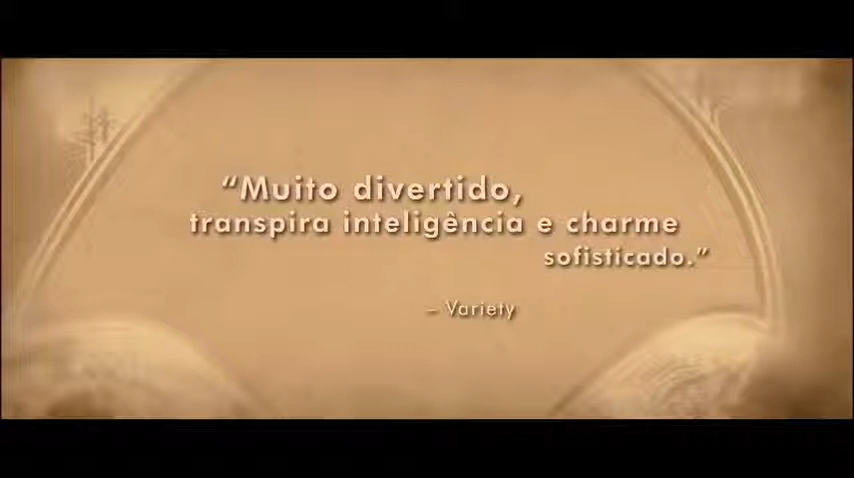 “Muito divertido,
transpira inteligência e charme
sofisticado.”
– Variety